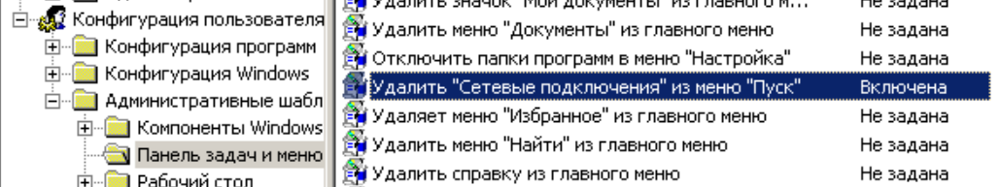 Конфигурация пользователя
Конфигурация программ
Конфигурация Windows
Административные шабл
Компоненты Windows
Панель задач и меню
Рабочий стол
Удалить значок "Мои документы" из главного м... Не задана
Удалить меню "Документы" из главного меню Не задана
Отключить папки программ в меню "Настройка" Не задана
Удалить "Сетевые подключения" из меню "Пуск" Включена
Удаляет меню "Избранное" из главного меню Не задана
Удалить меню "Найти" из главного меню Не задана
Удалить справку из главного меню Не задана